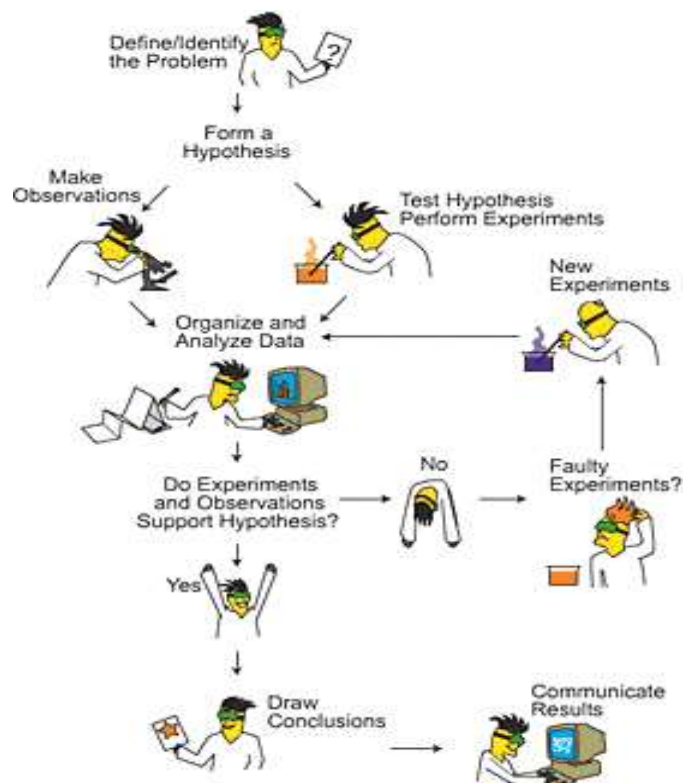 Define/Identify
the Problem
?
Form a
Hypothesis
Make
Observations
Test Hypothesis
Perform Experiments
New
Experiments
Organize and
Analyze Data
No
Faulty
Experiments?
Do Experiments
and Observations
Support Hypothesis?
Yes
Draw
Conclusions
Communicate
Results